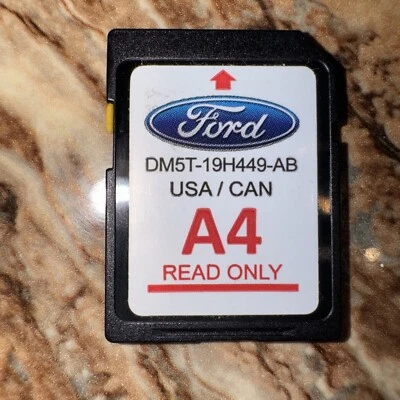 Ford
DM5T-19H449-AB
USA / CAN
A4
READ ONLY